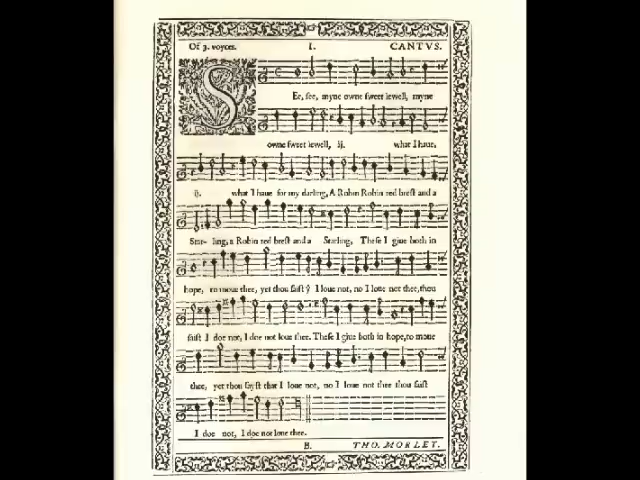 Of 3. voyces. I. CANTVS.
SEe, ſee, myne owne ſweet iewell, myne
owne ſweet iewell, ij. what I haue,
ij. what I haue for my darling, A Robin Robin red breſt and a
Star- ling, a Robin red breſt and a Starling, Theſe I giue both in
hope, to moue thee, yet thou ſaiſt? I loue not, no I loue not thee, thou
ſaiſt I doe not, I doe not loue thee. Theſe I giue both in hope, to moue
thee, yet thou ſayſt that I loue not, no I loue not thee thou ſaiſt
I doe not, I doe not loue thee.
B. THO. MORLEY.